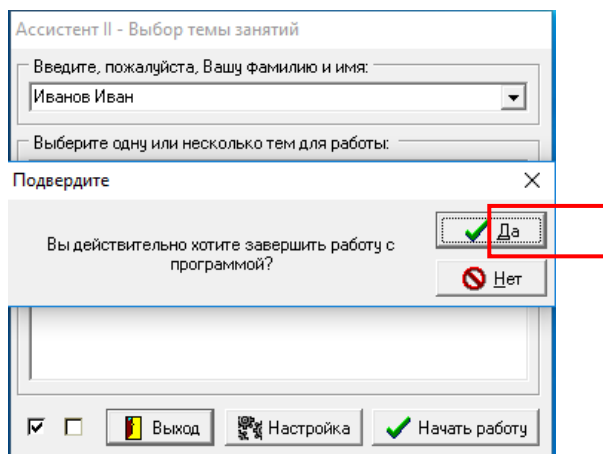 Ассистент II - Выбор темы занятий
Введите, пожалуйста, Вашу фамилию и имя:
Иванов Иван
Выберите одну или несколько тем для работы:
Подвердите
Вы действительно хотите завершить работу с
программой?
Да
Нет
Выход Настройка Начать работу